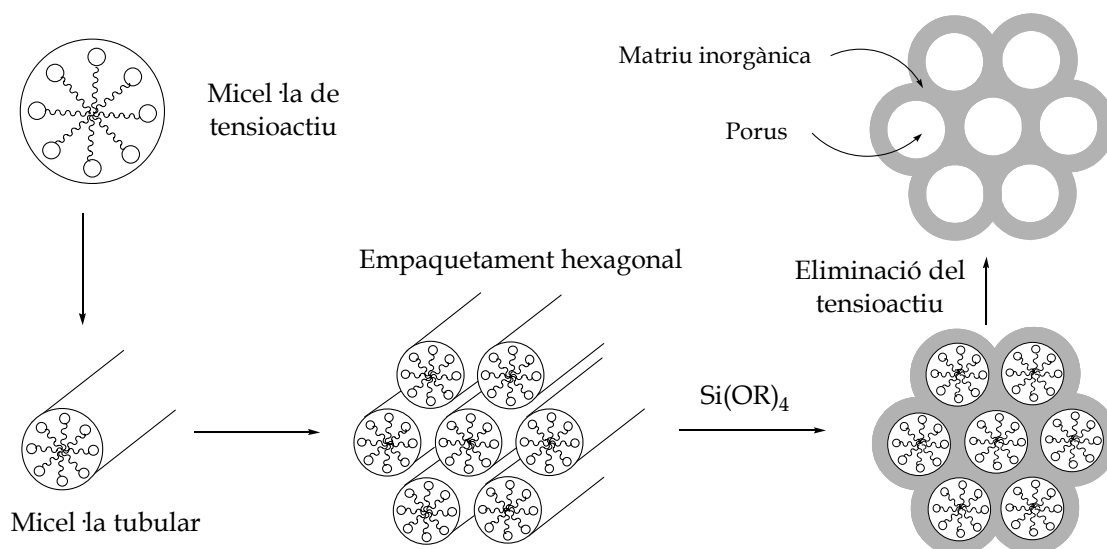 Micel·la de
tensioactiu
Matriu inorgànica
Porus
Empaquetament hexagonal
Eliminació del
tensioactiu
Si(OR)4
Micel·la tubular